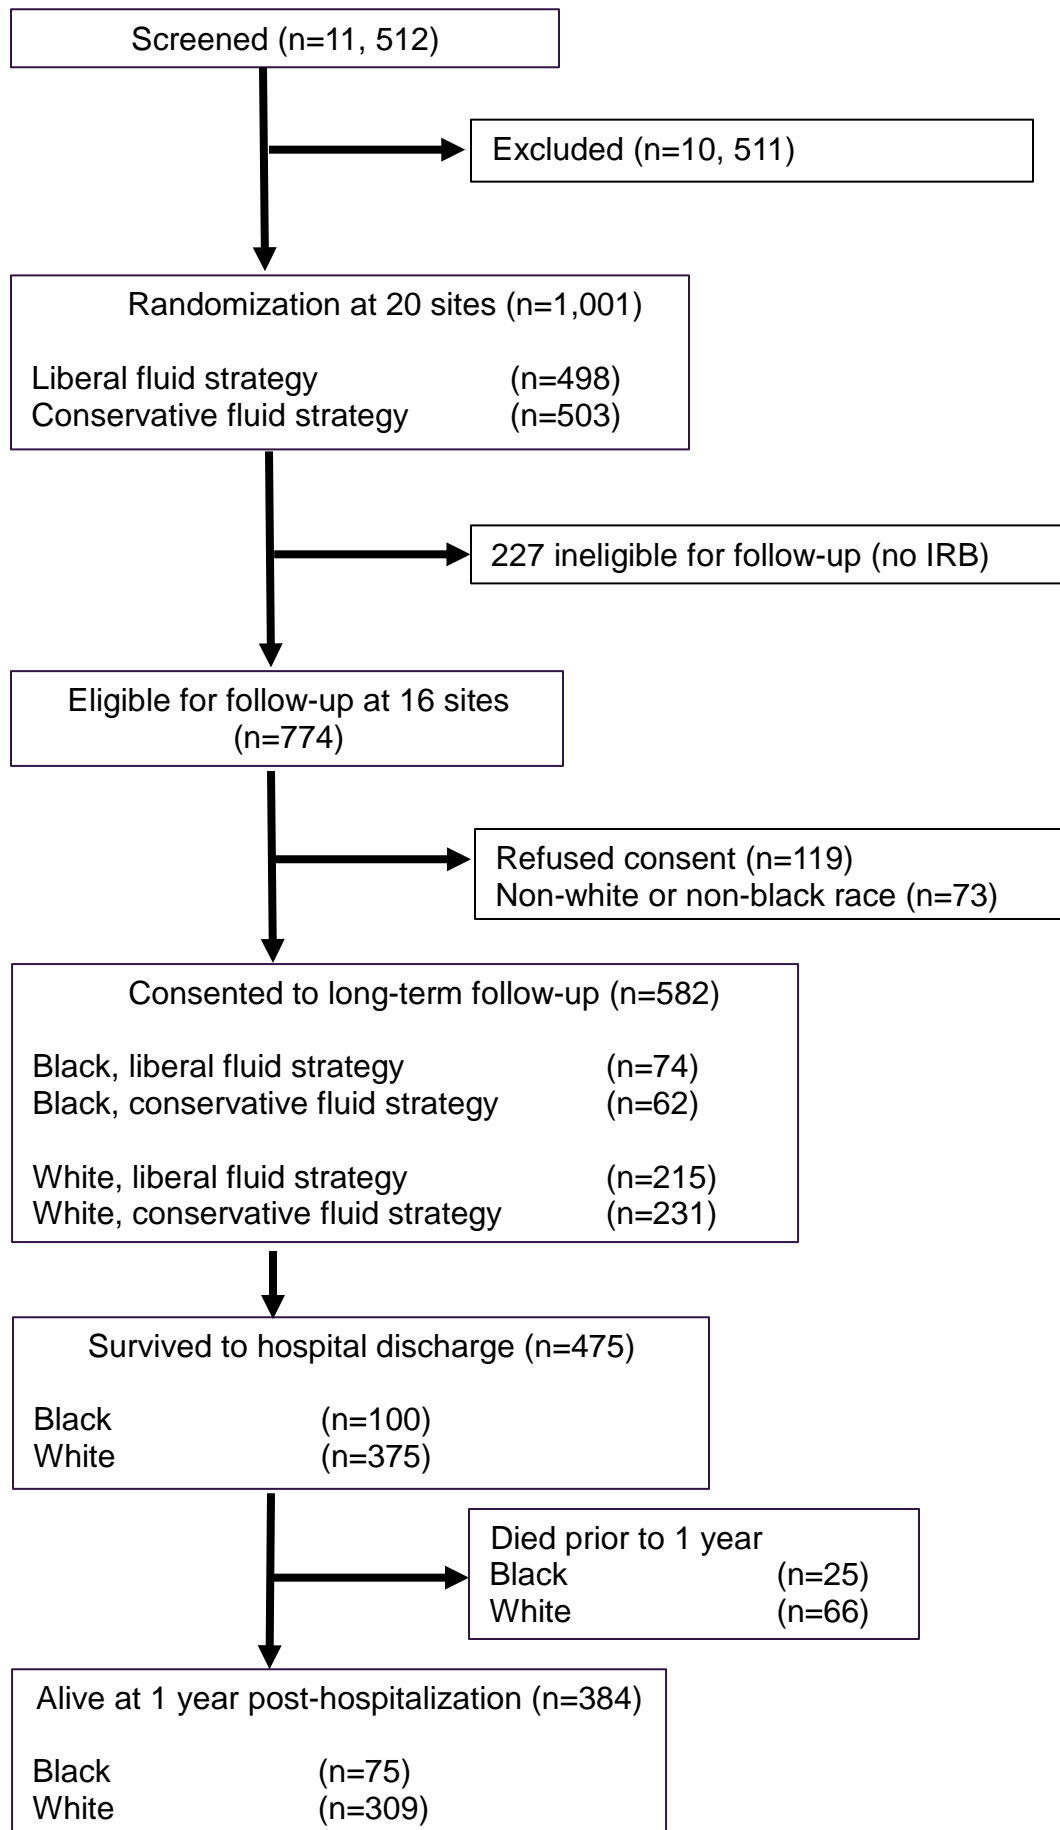 Screened (n=11, 512)
Excluded (n=10, 511)
Randomization at 20 sites (n=1,001)
Liberal fluid strategy (n=498)
Conservative fluid strategy (n=503)
227 ineligible for follow-up (no IRB)
Eligible for follow-up at 16 sites
(n=774)
Refused consent (n=119)
Non-white or non-black race (n=73)
Consented to long-term follow-up (n=582)
Black, liberal fluid strategy (n=74)
Black, conservative fluid strategy (n=62)
White, liberal fluid strategy (n=215)
White, conservative fluid strategy (n=231)
Survived to hospital discharge (n=475)
Black (n=100)
White (n=375)
Died prior to 1 year
Black (n=25)
White (n=66)
Alive at 1 year post-hospitalization (n=384)
Black (n=75)
White (n=309)